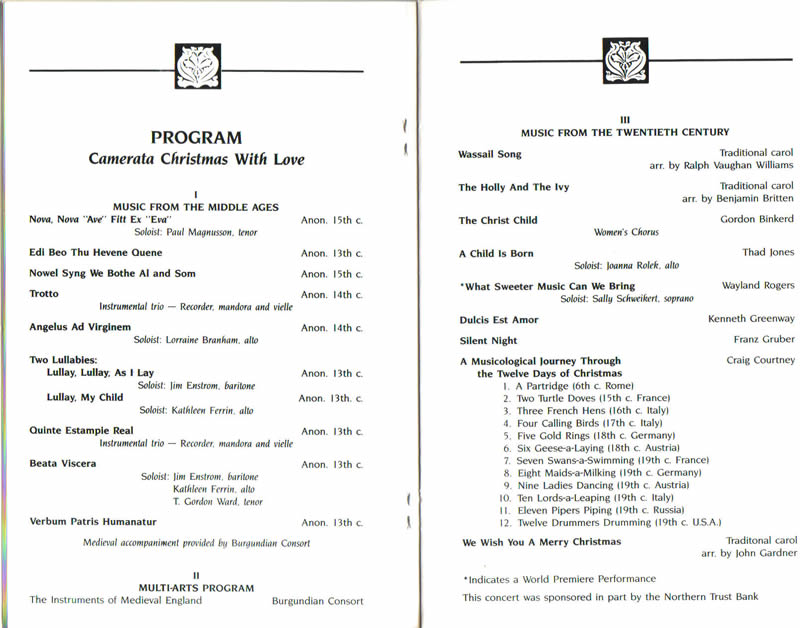 PROGRAM
Camerata Christmas With Love
I
MUSIC FROM THE MIDDLE AGES
Nova, Nova "Ave" Fitt Ex "Eva" Anon. 15th c.
Soloist: Paul Magnusson, tenor
Edi Beo Thu Hevene Quene Anon. 13th c.
Nowel Syng We Bothe Al and Som Anon. 15th c.
Trotto Anon. 14th c.
Instrumental trio — Recorder, mandora and vielle
Angelus Ad Virginem Anon. 14th c.
Soloist: Lorraine Branham, alto
Two Lullabies:
Lullay, Lullay, As I Lay Anon. 13th c.
Soloist: Jim Enstrom, baritone
Lullay, My Child Anon. 13th. c.
Soloist: Kathleen Ferrin, alto
Quinte Estampie Real Anon. 13th c.
Instrumental trio — Recorder, mandora and vielle
Beata Viscera Anon. 13th c.
Soloist: Jim Enstrom, baritone
Kathleen Ferrin, alto
T. Gordon Ward, tenor
Verbum Patris Humanatur Anon. 13th c.
Medieval accompaniment provided by Burgundian Consort
II
MULTI-ARTS PROGRAM
The Instruments of Medieval England Burgundian Consort
III
MUSIC FROM THE TWENTIETH CENTURY
Wassail Song Traditional carol
arr. by Ralph Vaughan Williams
The Holly And The Ivy Traditional carol
arr. by Benjamin Britten
The Christ Child Gordon Binkerd
Women's Chorus
A Child Is Born Thad Jones
Soloist: Joanna Rolek, alto
*What Sweeter Music Can We Bring Wayland Rogers
Soloist: Sally Schweikert, soprano
Dulcis Est Amor Kenneth Greenway
Silent Night Franz Gruber
A Musicological Journey Through Craig Courtney
the Twelve Days of Christmas
1. A Partridge (6th c. Rome)
2. Two Turtle Doves (15th c. France)
3. Three French Hens (16th c. Italy)
4. Four Calling Birds (17th c. Italy)
5. Five Gold Rings (18th c. Germany)
6. Six Geese-a-Laying (18th c. Austria)
7. Seven Swans-a-Swimming (19th c. France)
8. Eight Maids-a-Milking (19th c. Germany)
9. Nine Ladies Dancing (19th c. Austria)
10. Ten Lords-a-Leaping (19th c. Italy)
11. Eleven Pipers Piping (19th c. Russia)
12. Twelve Drummers Drumming (19th c. U.S.A.)
We Wish You A Merry Christmas Traditonal carol
arr. by John Gardner
*Indicates a World Premiere Performance
This concert was sponsored in part by the Northern Trust Bank